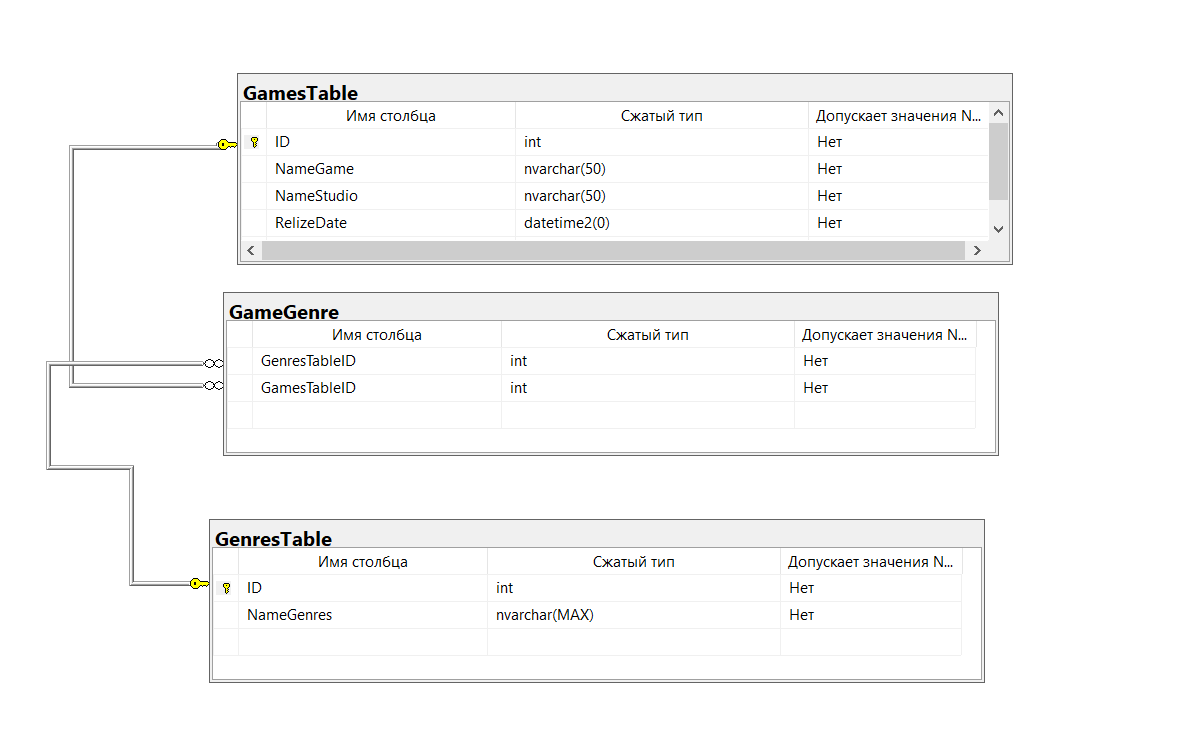 GamesTable
Имя столбца Сжатый тип Допускает значения N...
ID int Нет
NameGame nvarchar(50) Нет
NameStudio nvarchar(50) Нет
RelizeDate datetime2(0) Нет
GameGenre
Имя столбца Сжатый тип Допускает значения N...
GenresTableID int Нет
GamesTableID int Нет
GenresTable
Имя столбца Сжатый тип Допускает значения N...
ID int Нет
NameGenres nvarchar(MAX) Нет